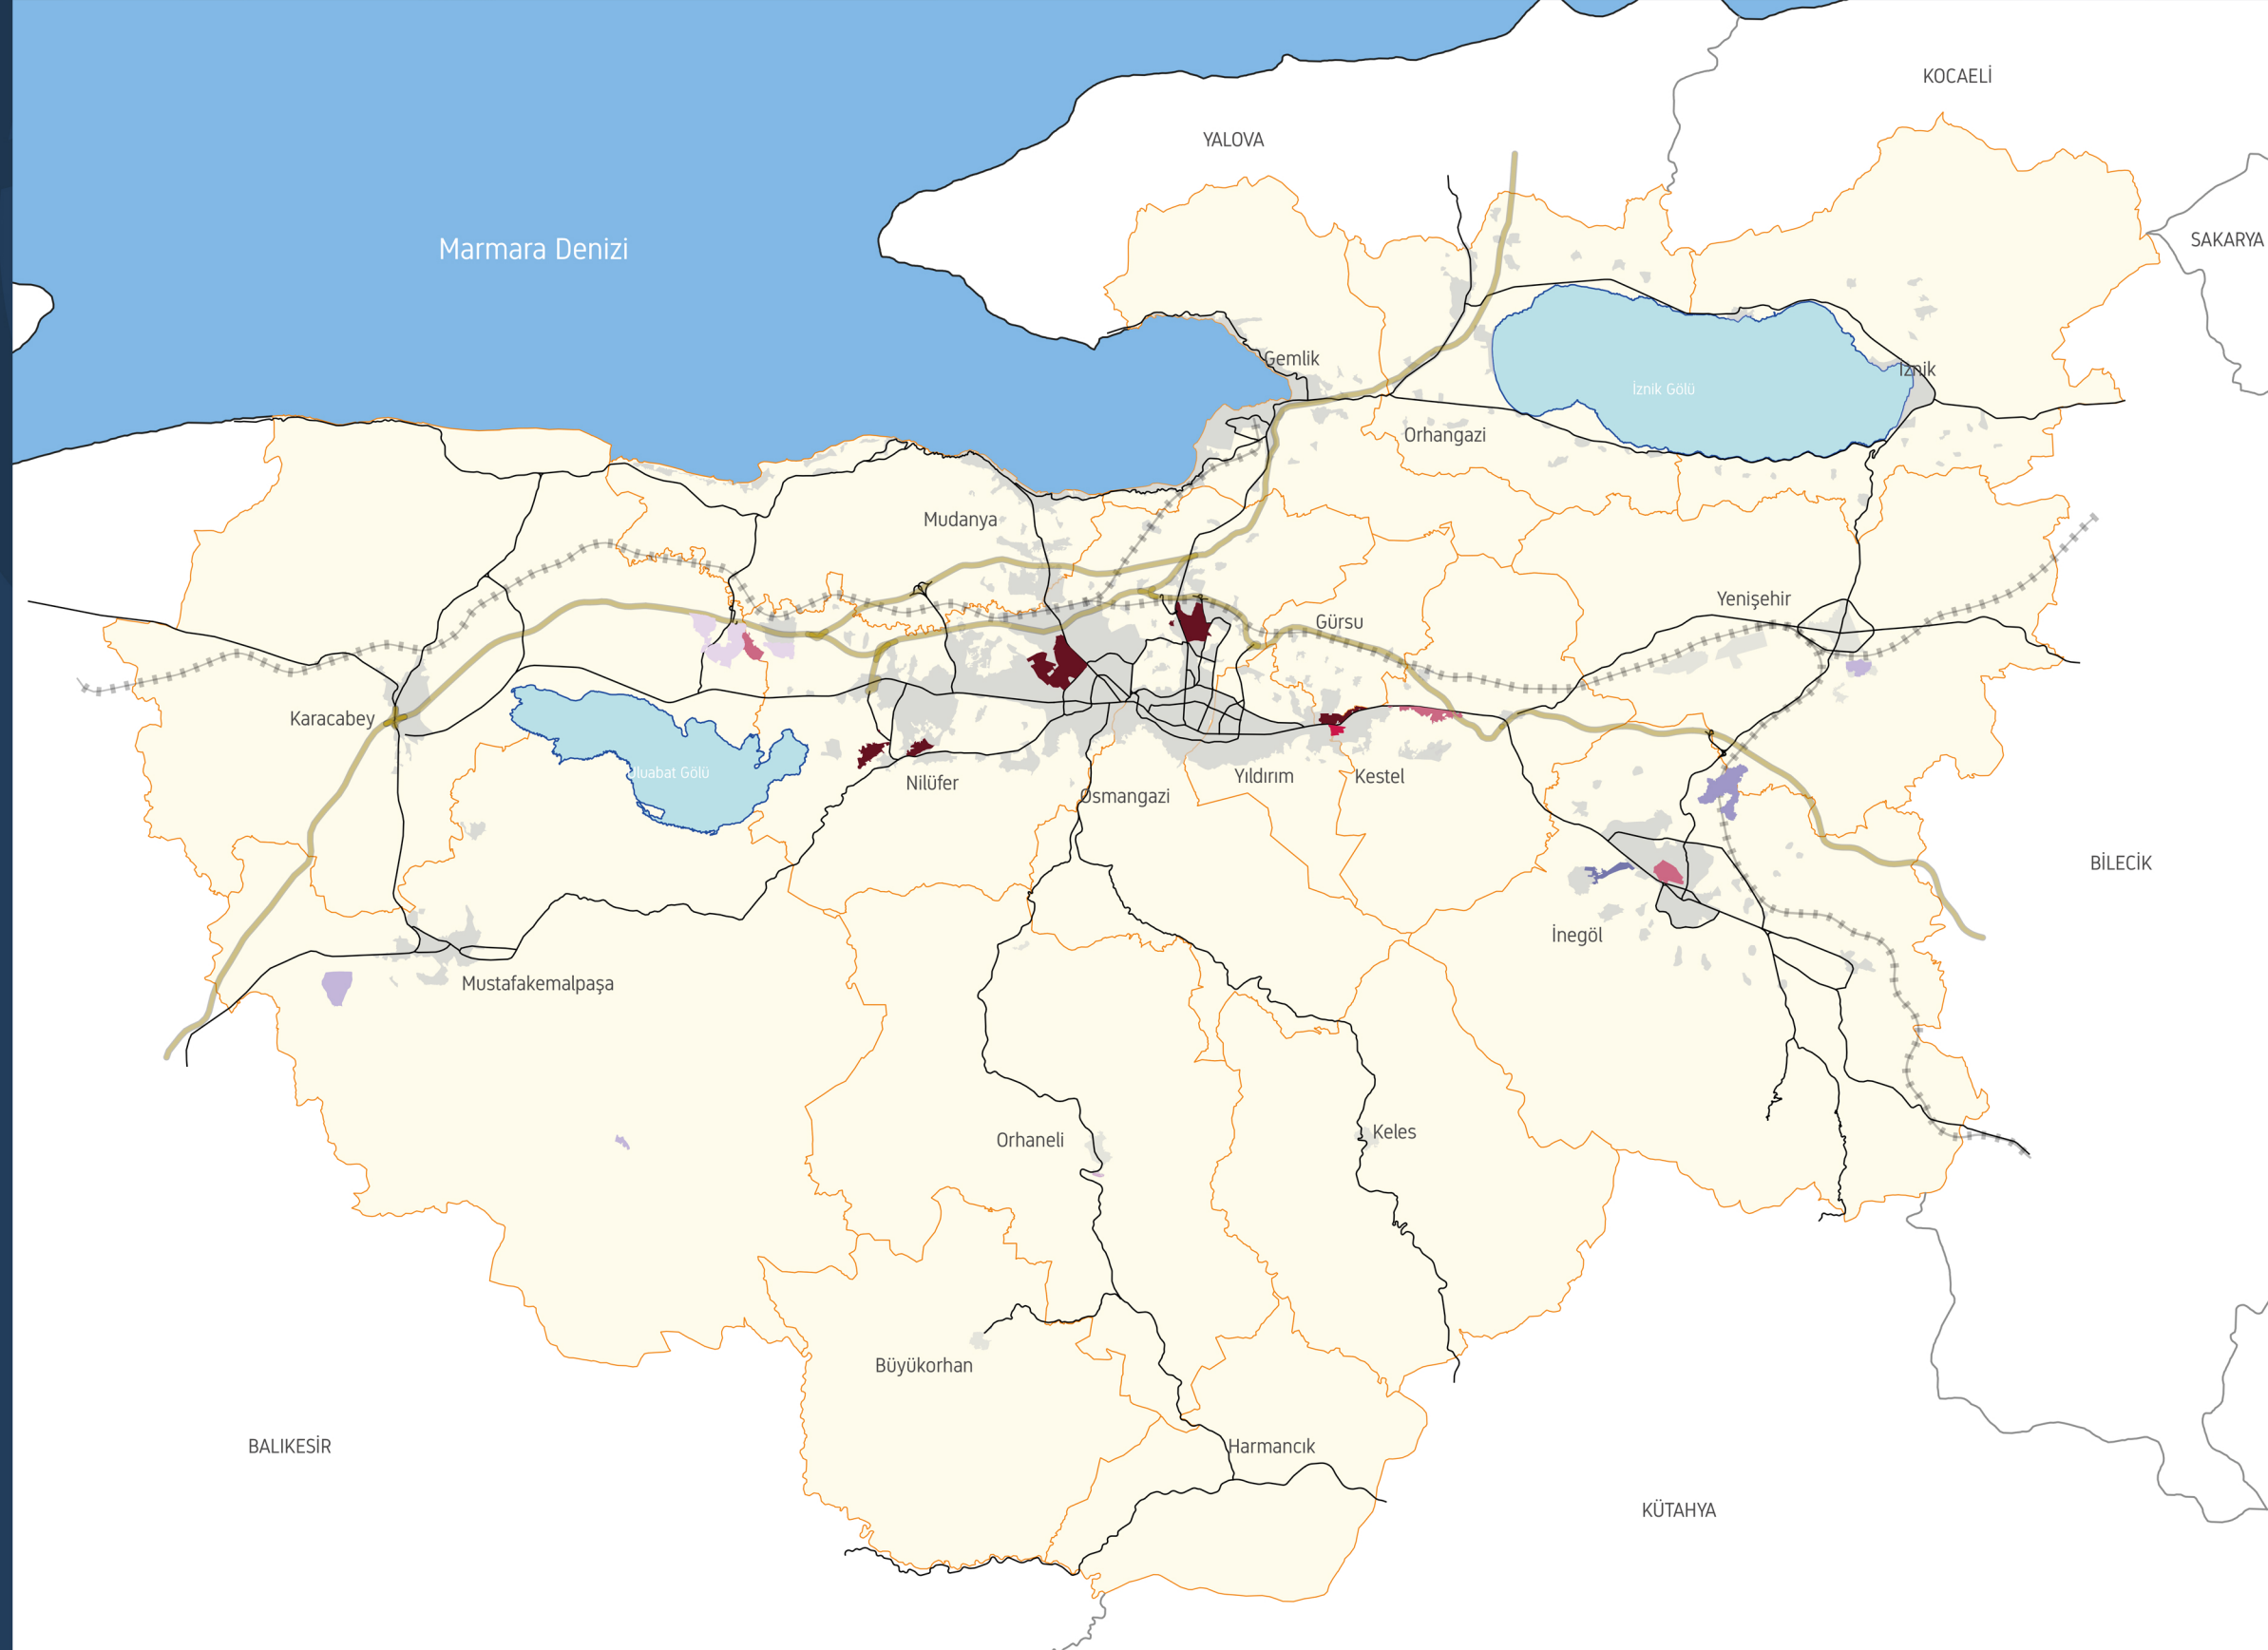 KOCAELİ
YALOVA
SAKARYA
Marmara Denizi
Gemlik
İznik
İznik Gölü
Orhangazi
Mudanya
Yenişehir
Gürsu
Karacabey
Uluabat Gölü
Yıldırım
Kestel
Nilüfer
Osmangazi
BİLECİK
İnegöl
Mustafakemalpaşa
Keles
Orhaneli
Büyükorhan
BALIKESİR
Harmancık
KÜTAHYA